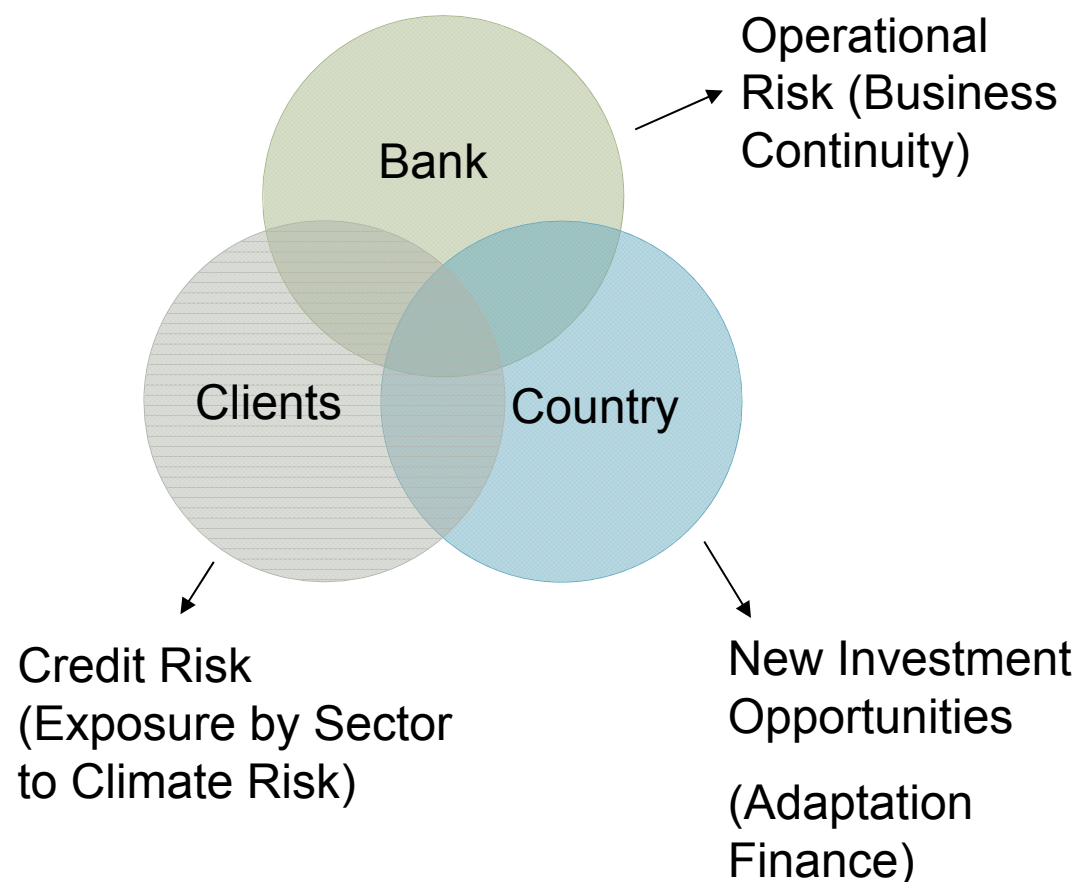 Operational
Risk (Business
Continuity)
Bank
Clients
Country
Credit Risk
(Exposure by Sector
to Climate Risk)
New Investment
Opportunities
(Adaptation
Finance)